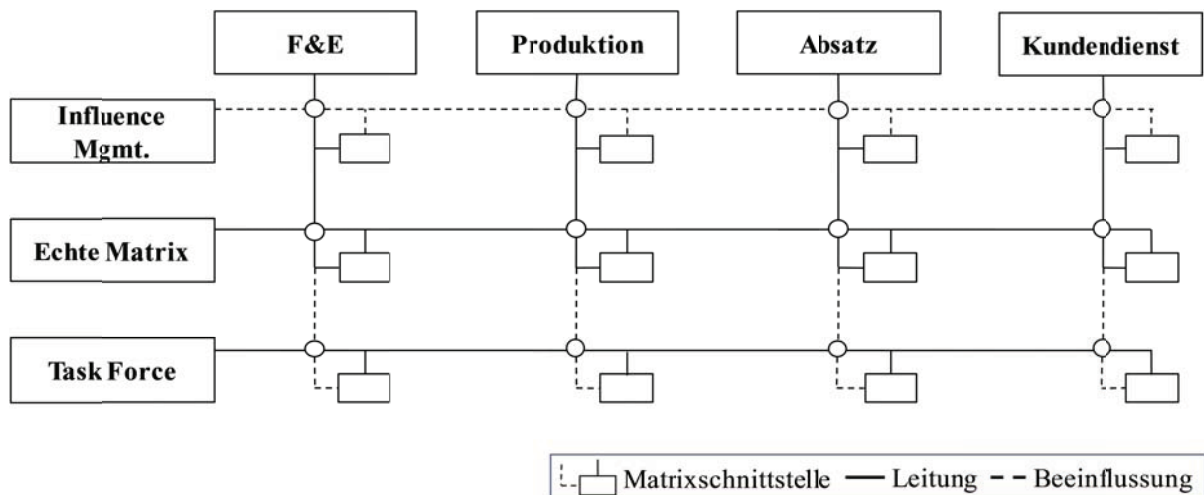 F&E
Produktion
Absatz
Kundendienst
Influence
Mgmt.
Echte Matrix
Task Force
Matrixschnittstelle Leitung Beeinflussung